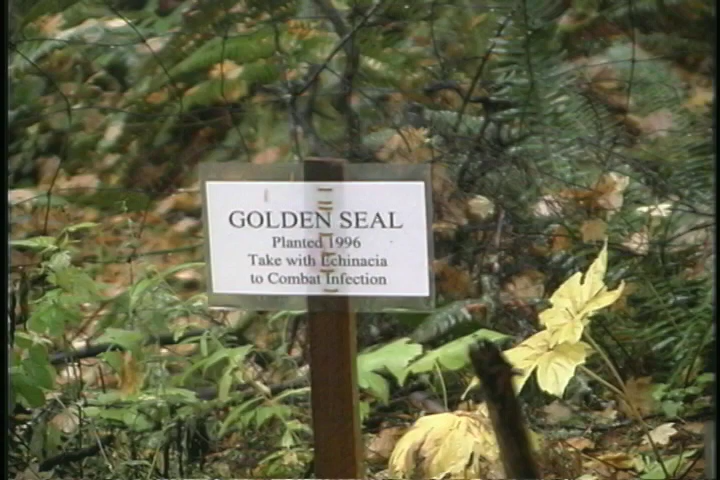 GOLDEN SEAL
Planted 1996
Take with Echinacia
to Combat Infection